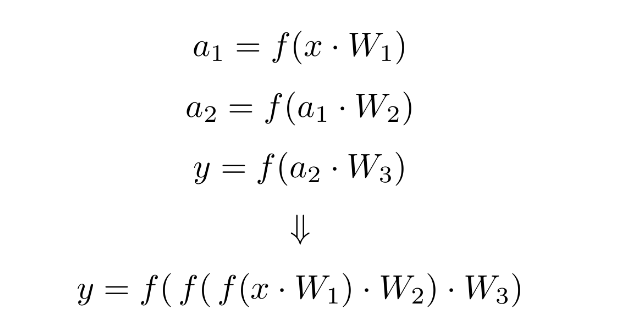 a₁ = f(x · W₁)
a₂ = f(a₁ · W₂)
y = f(a₂ · W₃)
⇓
y = f( f( f(x · W₁) · W₂) · W₃)